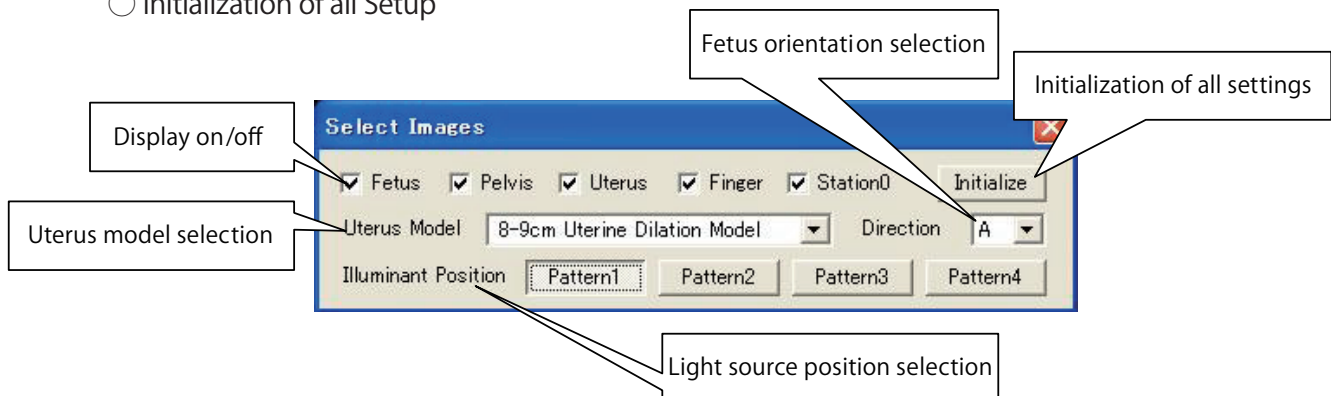 ○ Initialization of all Setup
Fetus orientation selection
Initialization of all settings
Display on/off
Select Images
Fetus Pelvis Uterus Finger Station0 Initialize
Uterus model selection
Uterus Model 8-9cm Uterine Dilation Model Direction A
Illuminant Position Pattern1 Pattern2 Pattern3 Pattern4
Light source position selection